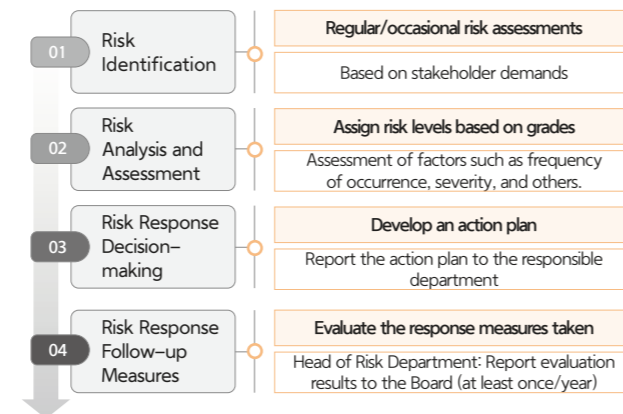 01
Risk
Identification
Regular/occasional risk assessments
Based on stakeholder demands
02
Risk
Analysis and
Assessment
Assign risk levels based on grades
Assessment of factors such as frequency
of occurrence, severity, and others.
03
Risk Response
Decision–
making
Develop an action plan
Report the action plan to the responsible
department
04
Risk Response
Follow–up
Measures
Evaluate the response measures taken
Head of Risk Department: Report evaluation
results to the Board (at least once/year)